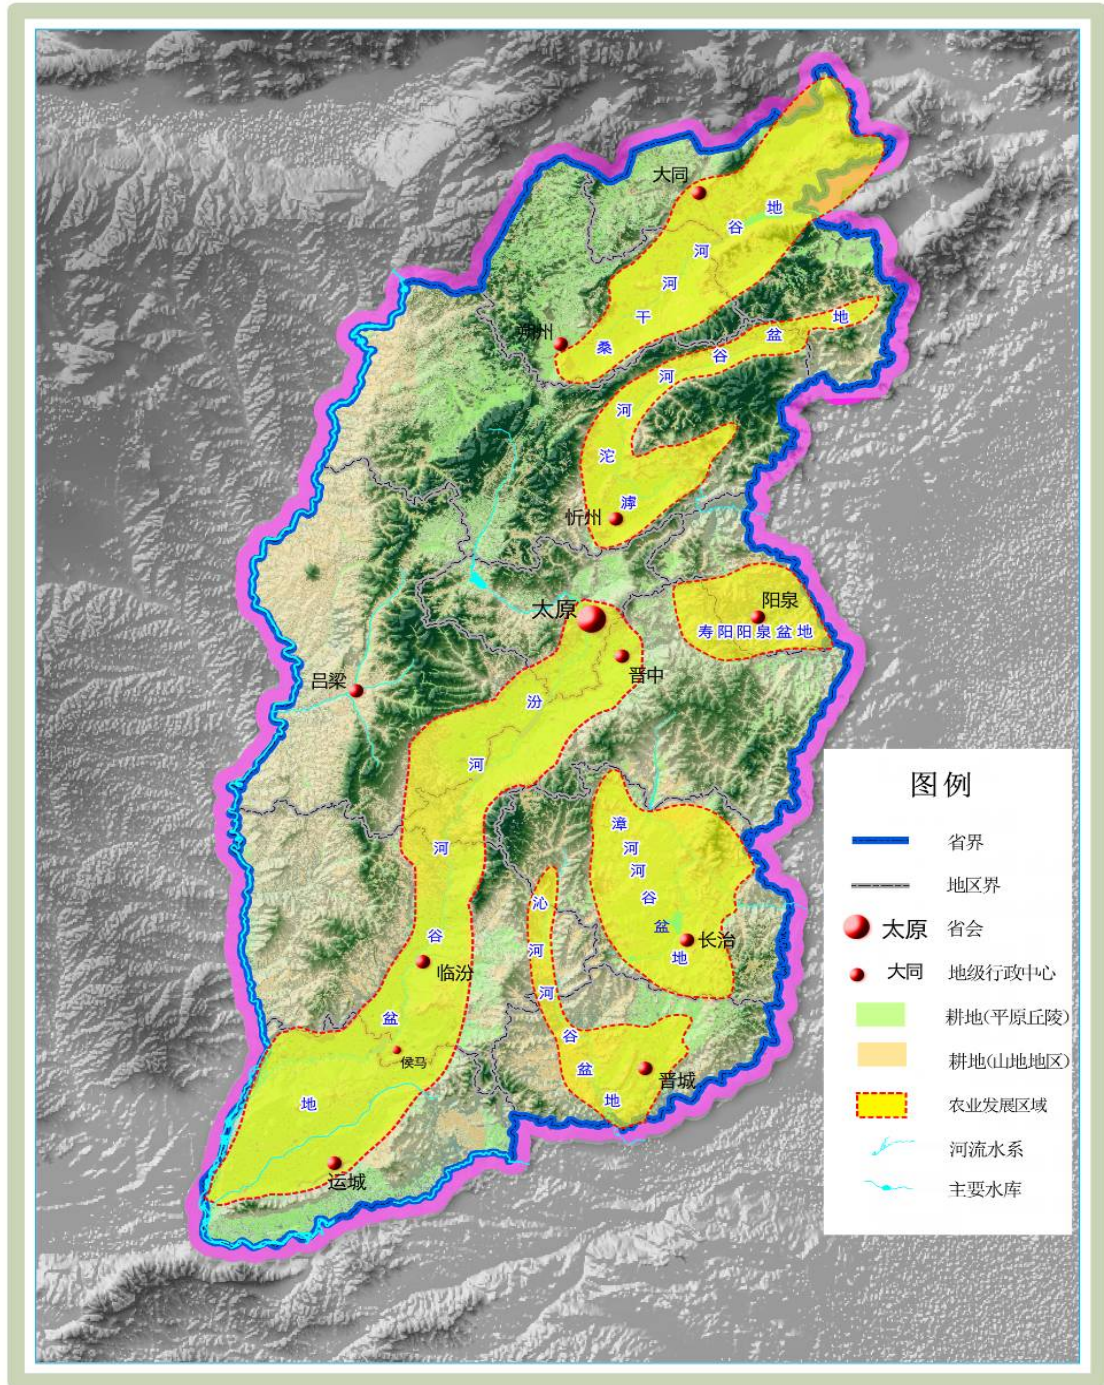 大同
桑干河河谷地
朔州
滹沱河河谷盆地
忻州
太原
阳泉
寿阳阳泉盆地
晋中
吕梁
汾河河谷盆地
漳河河谷盆地
长治
沁河河谷盆地
临汾
侯马
晋城
运城
图例
省界
地区界
太原 省会
大同 地级行政中心
耕地(平原丘陵)
耕地(山地地区)
农业发展区域
河流水系
主要水库